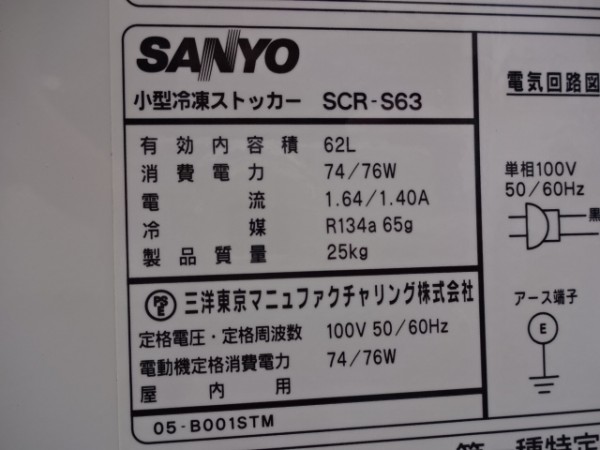 SANYO
小型冷凍ストッカー SCR-S63
有効内容積 62L
消費電力 74/76W
電流 1.64/1.40A
冷媒 R134a 65g
製品質量 25kg
PSE 三洋東京マニュファクチャリング株式会社
定格電圧・定格周波数 100V 50/60Hz
電動機定格消費電力 74/76W
屋内用
05-B001STM
電気回路図
単相100V
50/60Hz
黒
アース端子
E
種特定